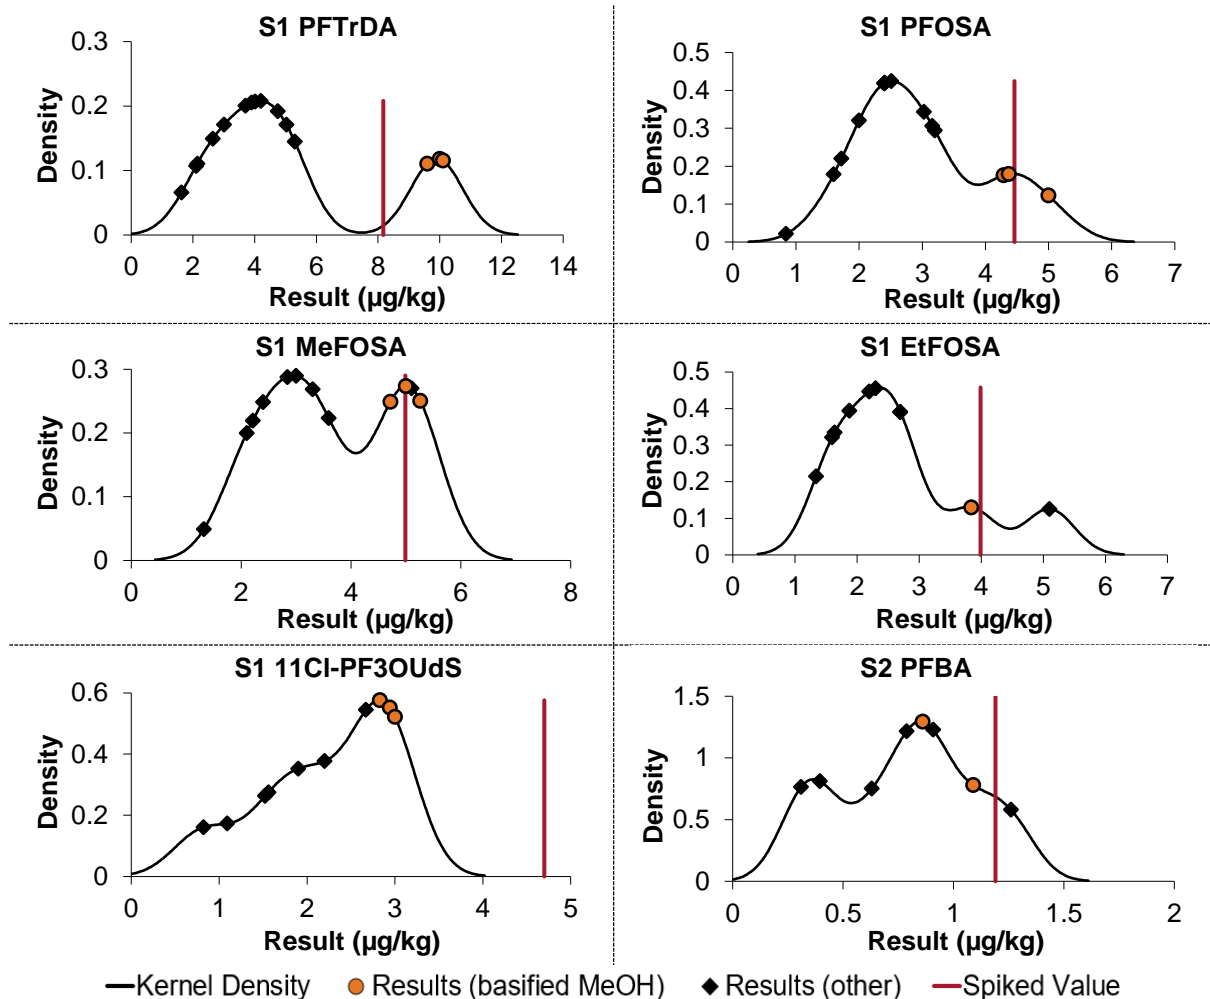 S1 PFTrDA
0.3
0.2
0.1
0
Density
0 2 4 6 8 10 12 14
Result (µg/kg)
S1 PFOSA
0.5
0.4
0.3
0.2
0.1
0
Density
0 1 2 3 4 5 6 7
Result (µg/kg)
S1 MeFOSA
0.3
0.2
0.1
0
Density
0 2 4 6 8
Result (µg/kg)
S1 EtFOSA
0.5
0.4
0.3
0.2
0.1
0
Density
0 1 2 3 4 5 6 7
Result (µg/kg)
S1 11Cl-PF3OUdS
0.6
0.4
0.2
0
Density
0 1 2 3 4 5
Result (µg/kg)
S2 PFBA
1.5
1
0.5
0
Density
0 0.5 1 1.5 2
Result (µg/kg)
Kernel Density Results (basified MeOH) Results (other) Spiked Value